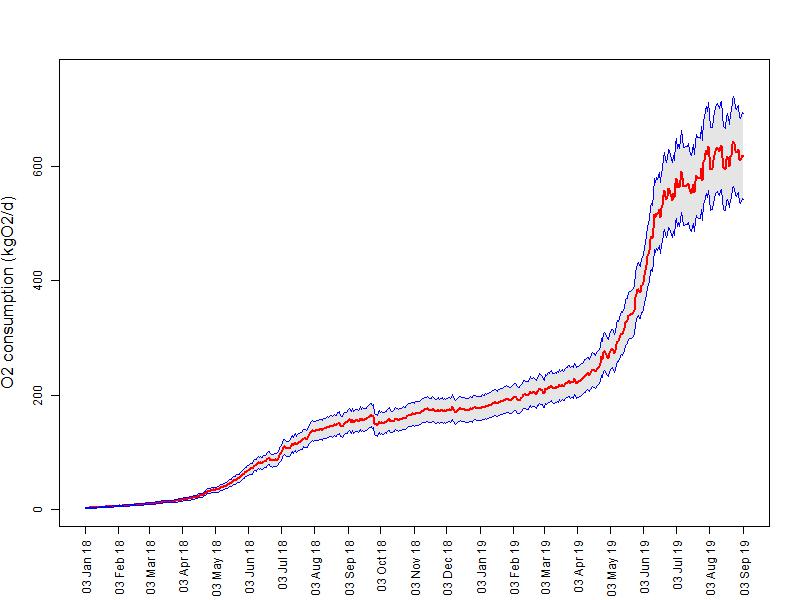 O2 consumption (kgO2/d)
600
400
200
0
03 Jan 18
03 Feb 18
03 Mar 18
03 Apr 18
03 May 18
03 Jun 18
03 Jul 18
03 Aug 18
03 Sep 18
03 Oct 18
03 Nov 18
03 Dec 18
03 Jan 19
03 Feb 19
03 Mar 19
03 Apr 19
03 May 19
03 Jun 19
03 Jul 19
03 Aug 19
03 Sep 19